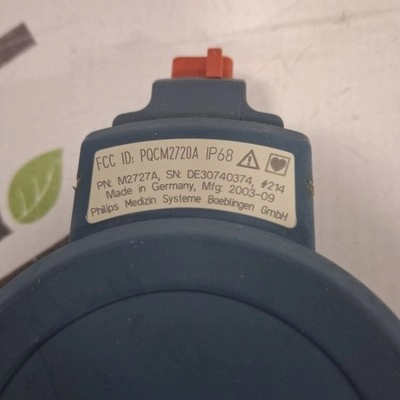 FCC ID: PQCM2720A IP68
PN: M2727A, SN: DE30740374, #214
Made in Germany, Mfg: 2003-09
Philips Medizin Systeme Boeblingen GmbH